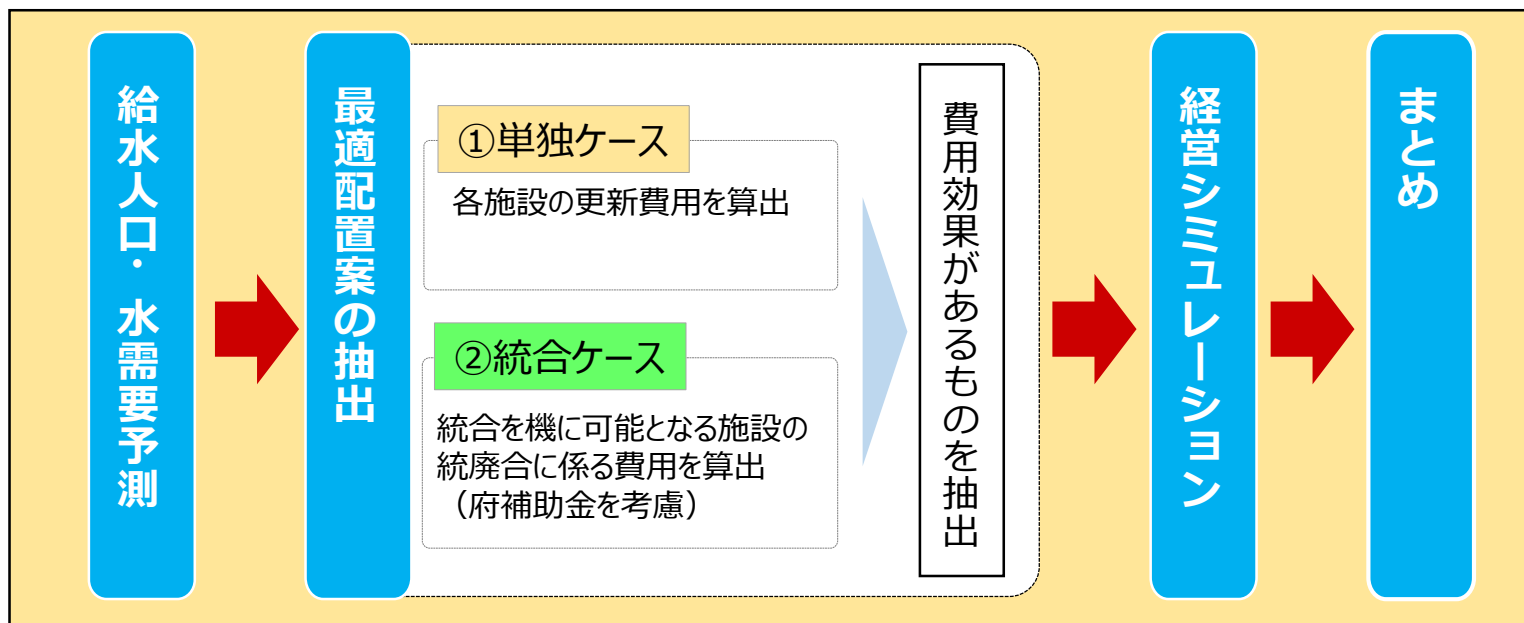 給水人口・水需要予測
最適配置案の抽出
①単独ケース
各施設の更新費用を算出
②統合ケース
統合を機に可能となる施設の
統廃合に係る費用を算出
（府補助金を考慮）
費用効果があるものを抽出
経営シミュレーション
まとめ